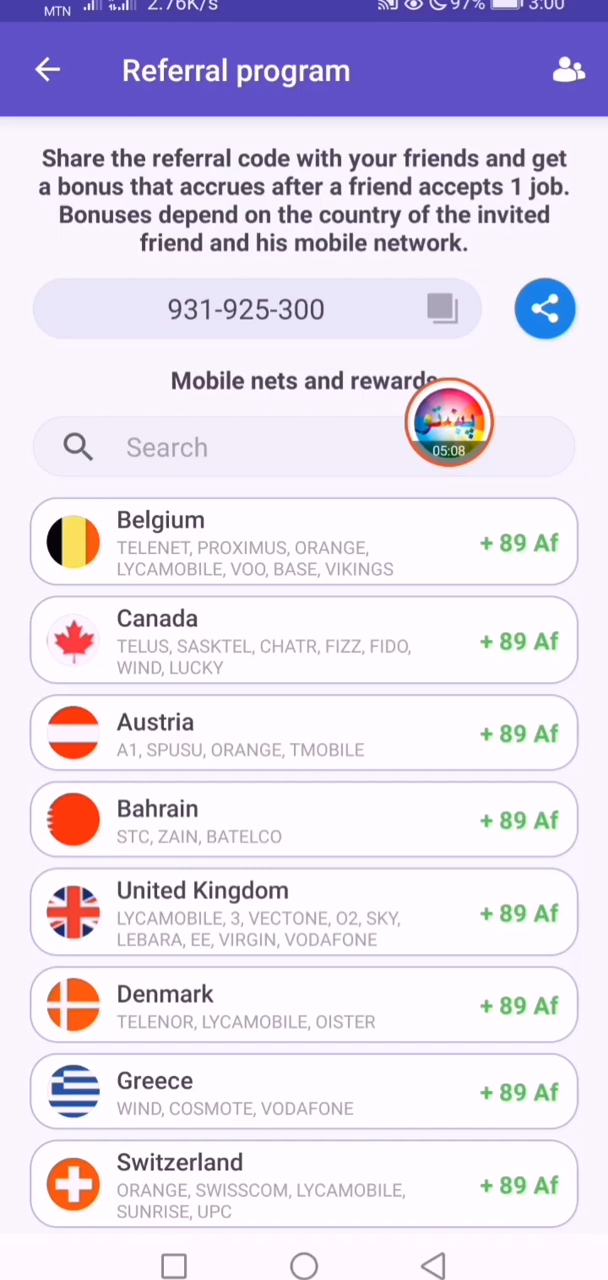 MTN 2.76K/s 97% 3:00
Referral program
Share the referral code with your friends and get
a bonus that accrues after a friend accepts 1 job.
Bonuses depend on the country of the invited
friend and his mobile network.
931-925-300
Mobile nets and rewards
Search
05:08
Belgium
TELENET, PROXIMUS, ORANGE,
LYCAMOBILE, VOO, BASE, VIKINGS
+ 89 Af
Canada
TELUS, SASKTEL, CHATR, FIZZ, FIDO,
WIND, LUCKY
+ 89 Af
Austria
A1, SPUSU, ORANGE, TMOBILE
+ 89 Af
Bahrain
STC, ZAIN, BATELCO
+ 89 Af
United Kingdom
LYCAMOBILE, 3, VECTONE, O2, SKY,
LEBARA, EE, VIRGIN, VODAFONE
+ 89 Af
Denmark
TELENOR, LYCAMOBILE, OISTER
+ 89 Af
Greece
WIND, COSMOTE, VODAFONE
+ 89 Af
Switzerland
ORANGE, SWISSCOM, LYCAMOBILE,
SUNRISE, UPC
+ 89 Af